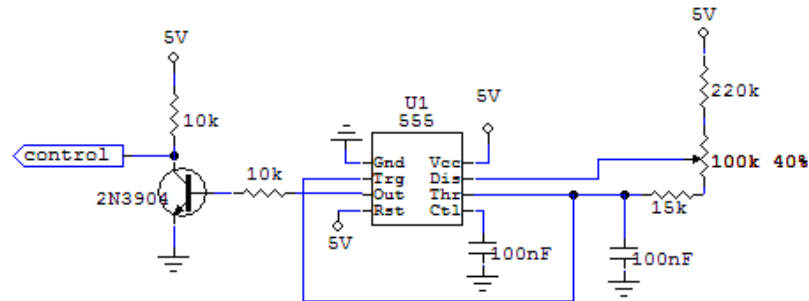 5V
5V
220k
U1
555
5V
10k
control
Gnd
Vcc
Trg
Dis
100k 40%
10k
Out
Thr
2N3904
Rst
Ctl
15k
5V
100nF
100nF